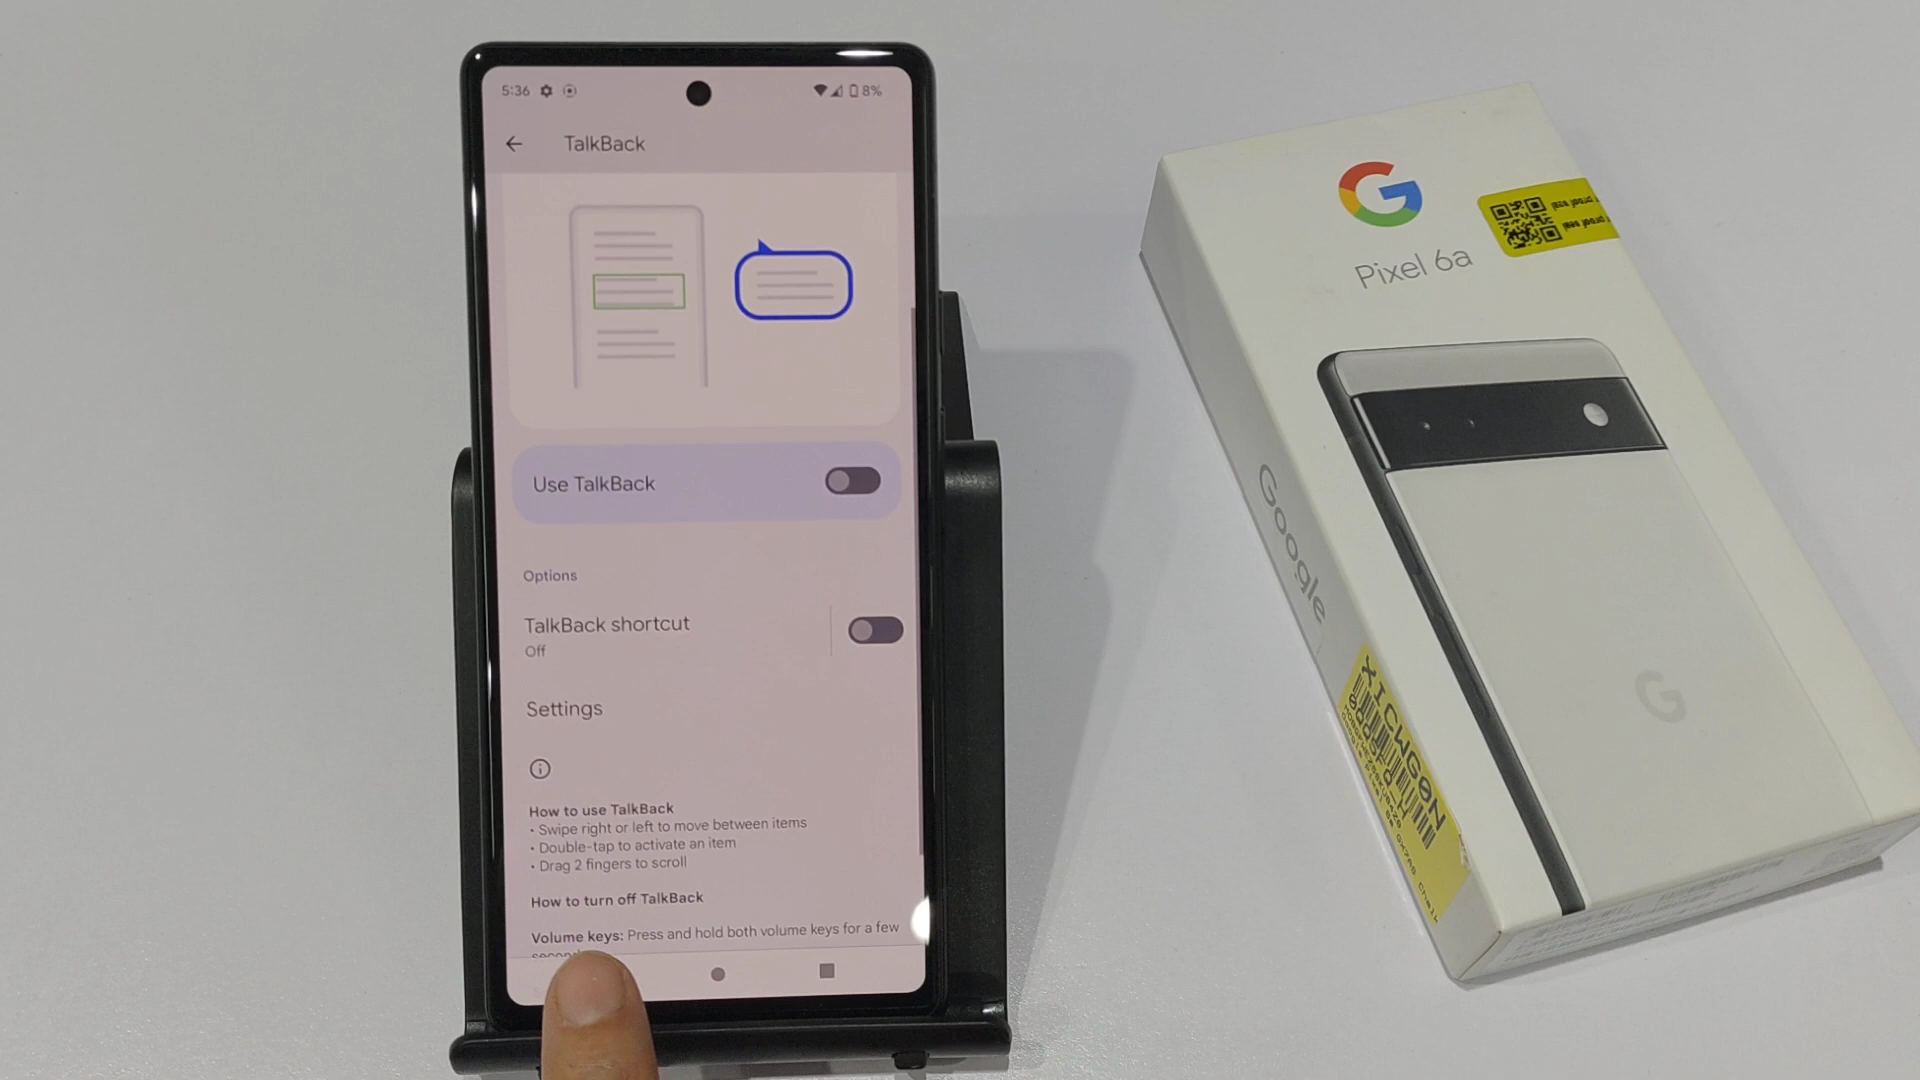 5:36
8%
TalkBack
Use TalkBack
Options
TalkBack shortcut
Off
Settings
How to use TalkBack
• Swipe right or left to move between items
• Double-tap to activate an item
• Drag 2 fingers to scroll
How to turn off TalkBack
Volume keys: Press and hold both volume keys for a few
Pixel 6a
Google
XICWG0N